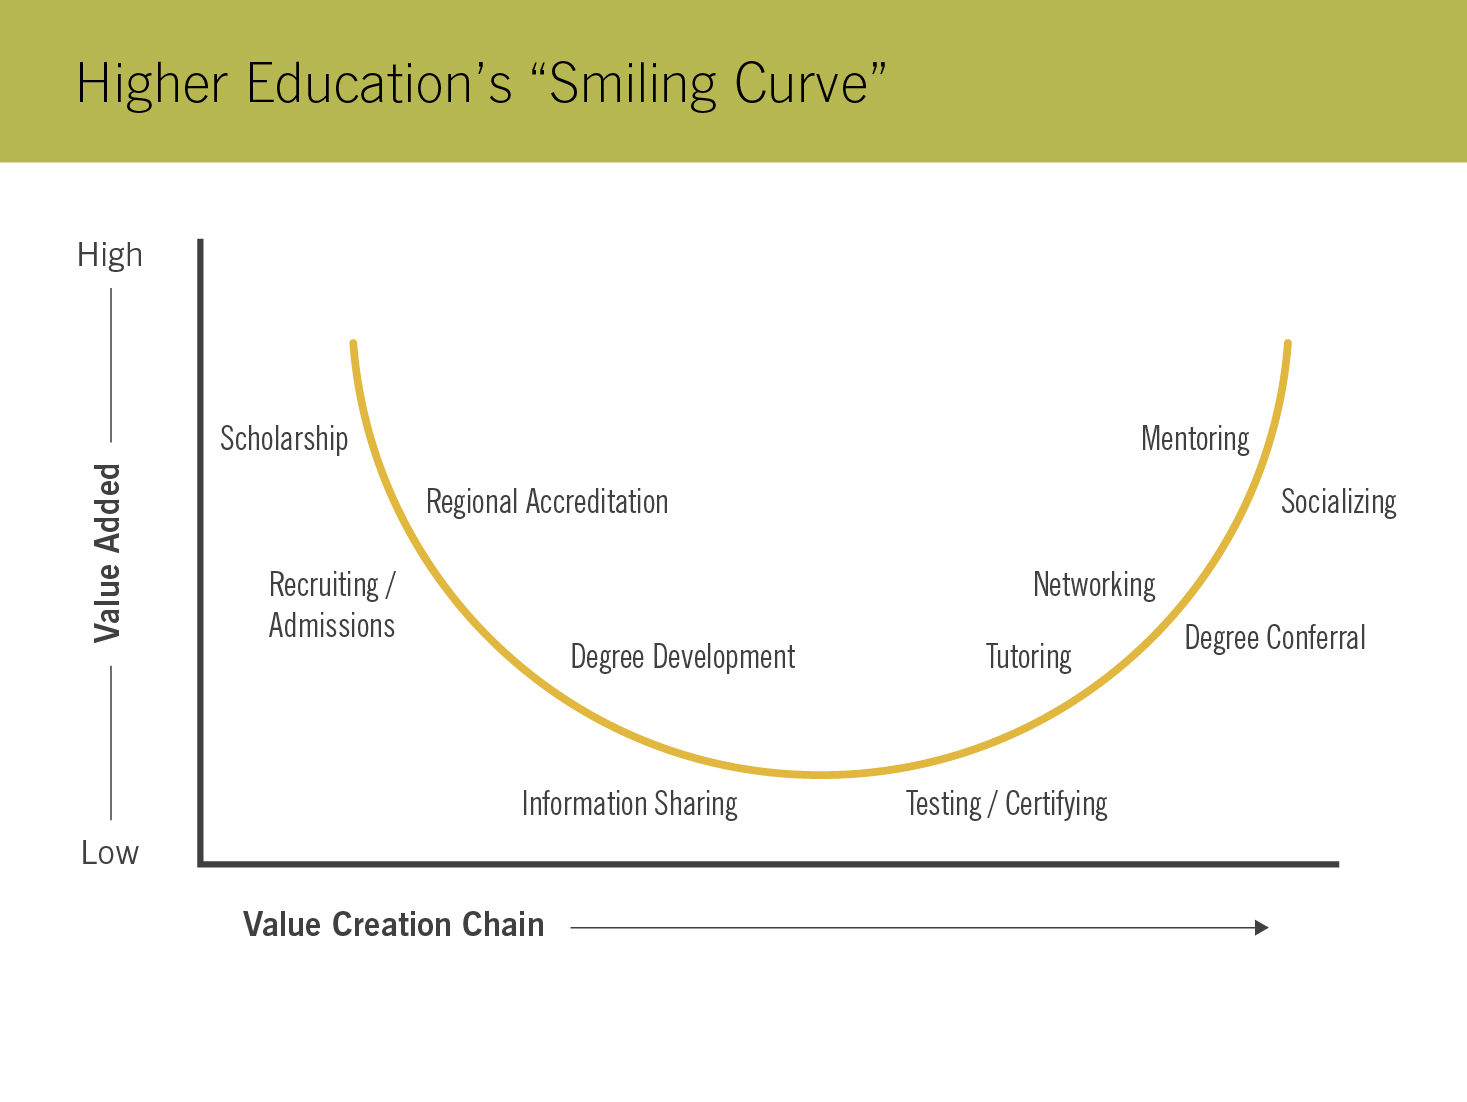 Higher Education’s “Smiling Curve”
High
Value Added
Low
Scholarship
Mentoring
Regional Accreditation
Socializing
Recruiting /
Admissions
Networking
Degree Conferral
Degree Development
Tutoring
Information Sharing
Testing / Certifying
Value Creation Chain